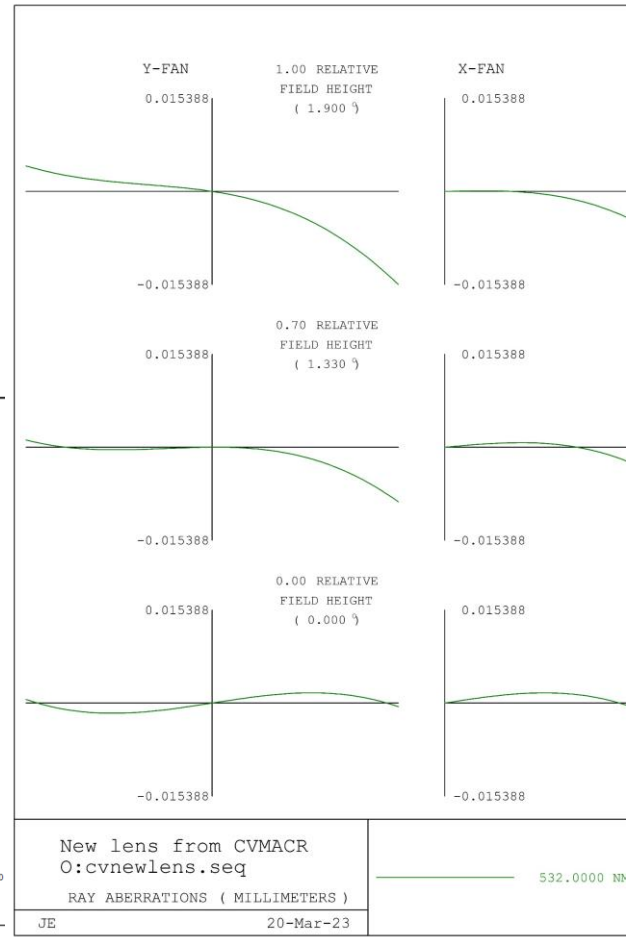 Y-FAN 1.00 RELATIVE X-FAN
FIELD HEIGHT
0.015388 ( 1.900 °) 0.015388
-0.015388 -0.015388
0.70 RELATIVE
FIELD HEIGHT
0.015388 ( 1.330 °) 0.015388
-0.015388 -0.015388
0.00 RELATIVE
FIELD HEIGHT
0.015388 ( 0.000 °) 0.015388
-0.015388 -0.015388
New lens from CVMACR
O:cvnewlens.seq
RAY ABERRATIONS ( MILLIMETERS )
532.0000 NM
JE 20-Mar-23